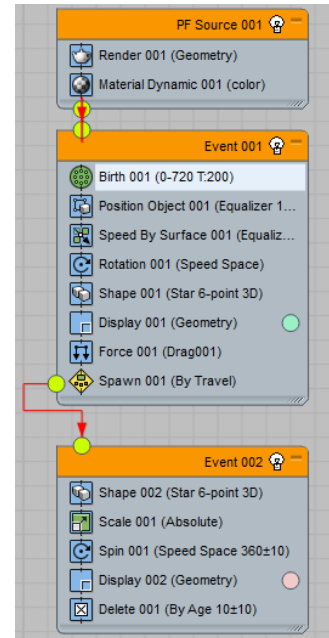 PF Source 001
Render 001 (Geometry)
Material Dynamic 001 (color)
Event 001
Birth 001 (0-720 T:200)
Position Object 001 (Equalizer 1...
Speed By Surface 001 (Equaliz...
Rotation 001 (Speed Space)
Shape 001 (Star 6-point 3D)
Display 001 (Geometry)
Force 001 (Drag001)
Spawn 001 (By Travel)
Event 002
Shape 002 (Star 6-point 3D)
Scale 001 (Absolute)
Spin 001 (Speed Space 360±10)
Display 002 (Geometry)
Delete 001 (By Age 10±10)